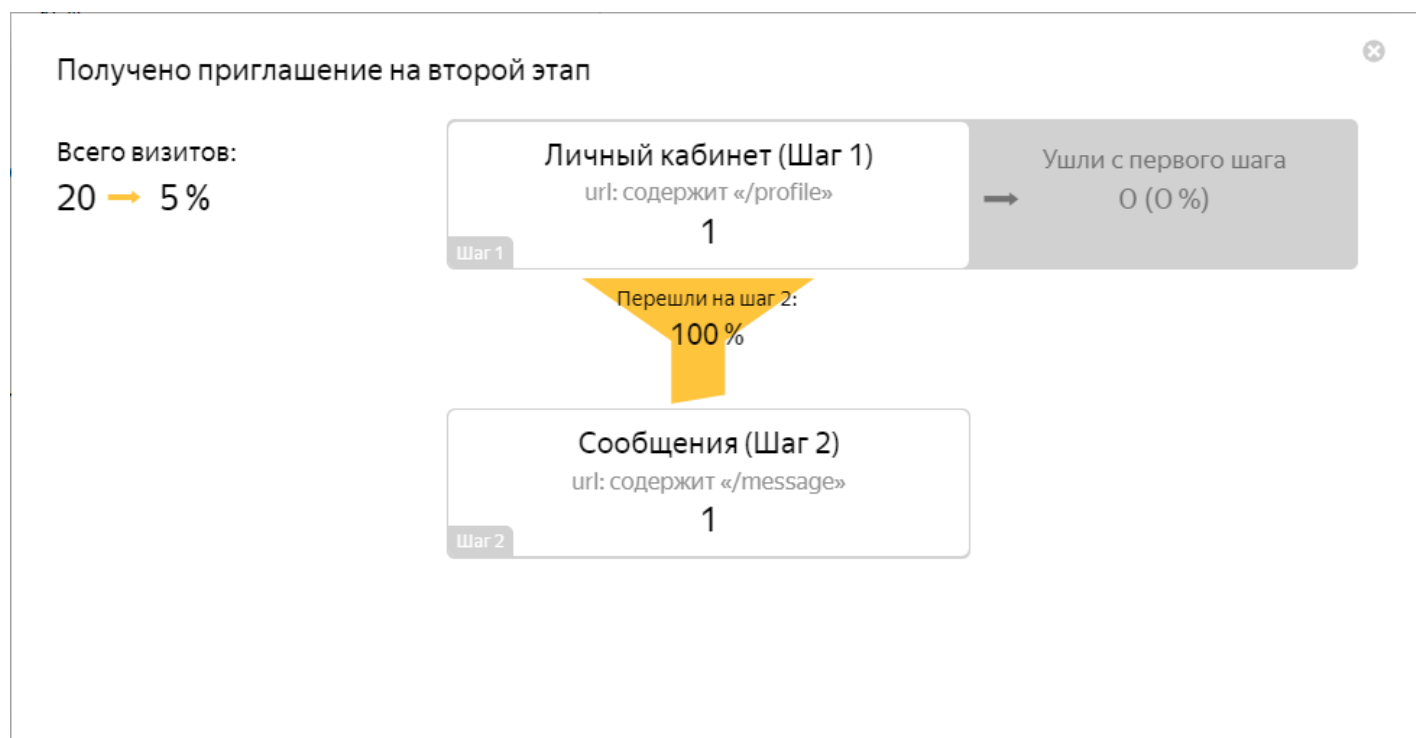 Получено приглашение на второй этап
Всего визитов:
20 → 5 %
Личный кабинет (Шаг 1)
url: содержит «/profile»
1
Шаг 1
→
Ушли с первого шага
0 (0 %)
Перешли на шаг 2:
100 %
Сообщения (Шаг 2)
url: содержит «/message»
1
Шаг 2